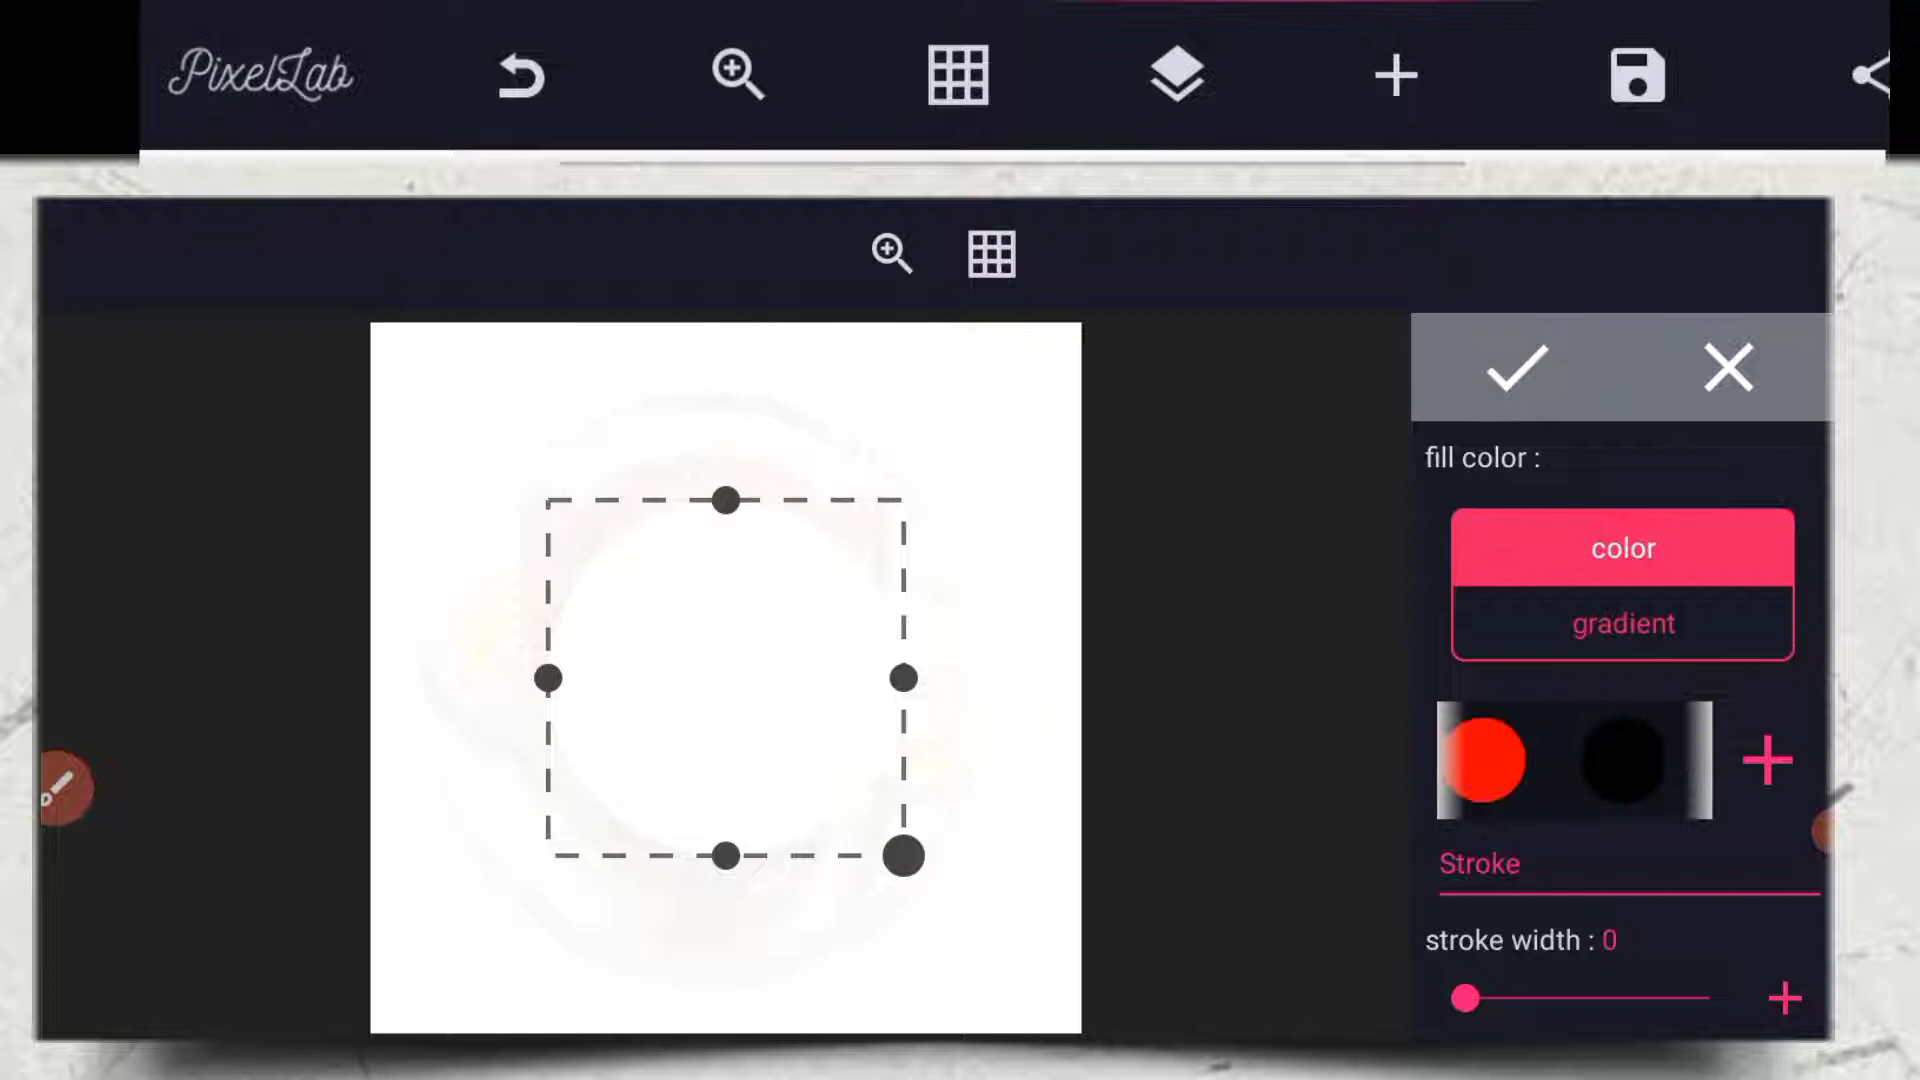 PixelLab
fill color :
color
gradient
Stroke
stroke width : 0